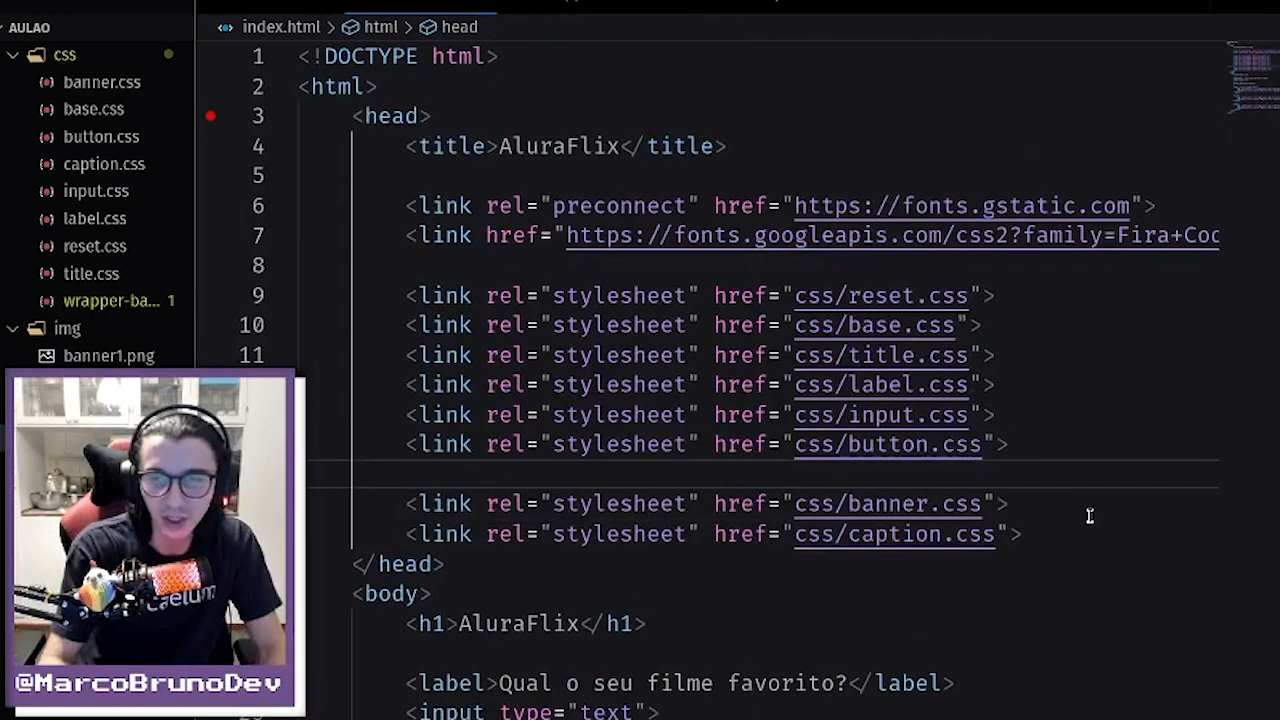 AULAO
css
banner.css
base.css
button.css
caption.css
input.css
label.css
reset.css
title.css
wrapper-ba... 1
img
banner1.png
index.html > html > head
1 <!DOCTYPE html>
2 <html>
3 <head>
4 <title>AluraFlix</title>
5
6 <link rel="preconnect" href="https://fonts.gstatic.com">
7 <link href="https://fonts.googleapis.com/css2?family=Fira+Coc
8
9 <link rel="stylesheet" href="css/reset.css">
10 <link rel="stylesheet" href="css/base.css">
11 <link rel="stylesheet" href="css/title.css">
<link rel="stylesheet" href="css/label.css">
<link rel="stylesheet" href="css/input.css">
<link rel="stylesheet" href="css/button.css">
<link rel="stylesheet" href="css/banner.css">
<link rel="stylesheet" href="css/caption.css">
</head>
<body>
<h1>AluraFlix</h1>
<label>Qual o seu filme favorito?</label>
<input type="text">
caelum
@MarcoBrunoDev